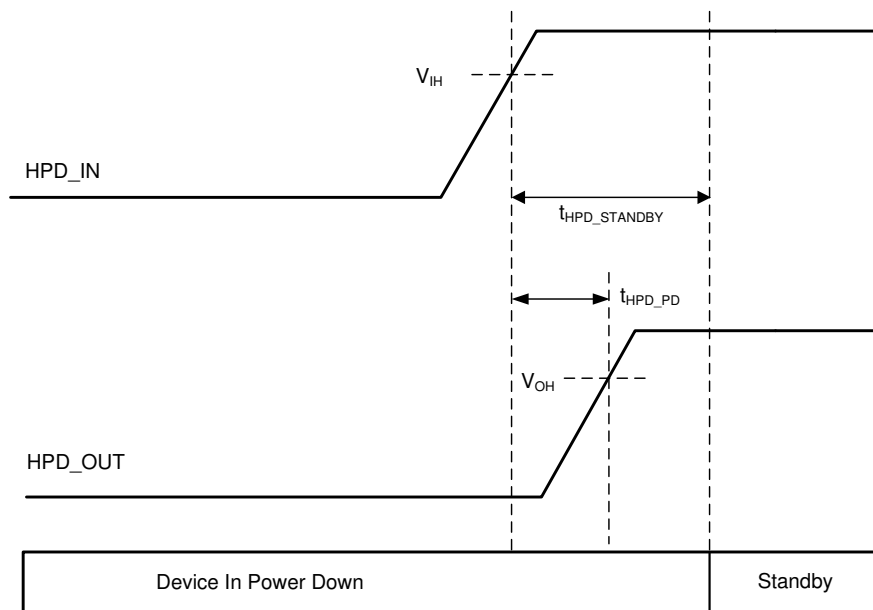 V_IH
HPD_IN
t_HPD_STANDBY
t_HPD_PD
V_OH
HPD_OUT
Device In Power Down
Standby